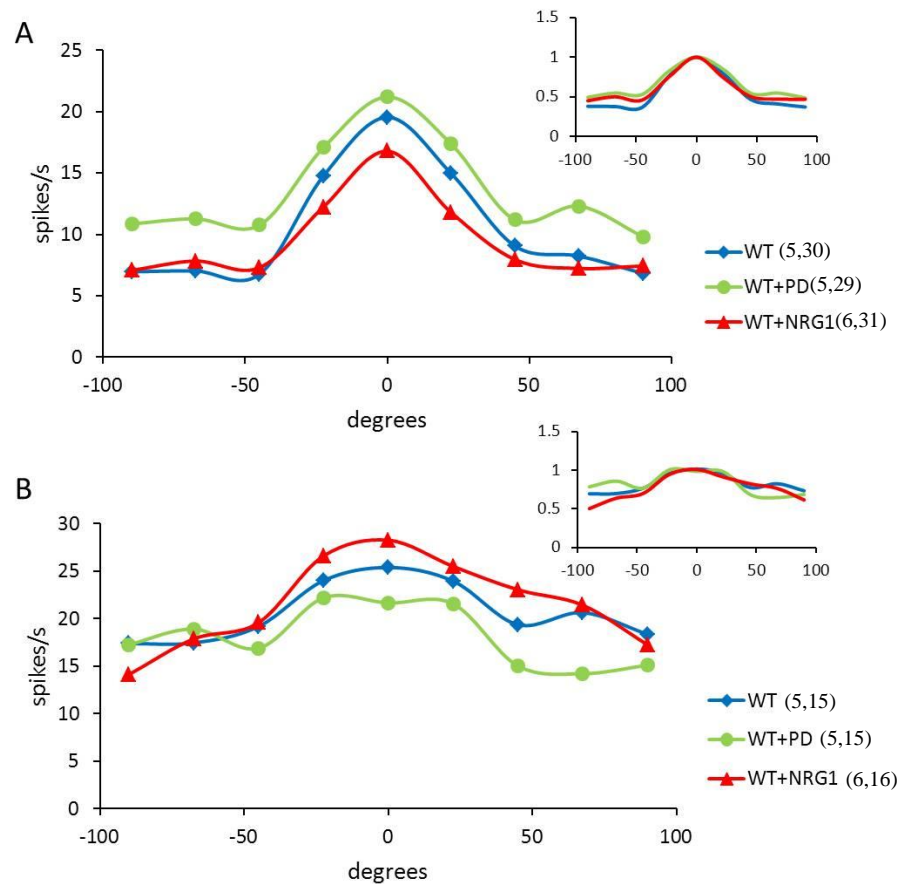 A
25
20
15
10
5
0
spikes/s
-100 -50 0 50 100
degrees
1.5
1
0.5
0
-100 -50 0 50 100
WT (5,30)
WT+PD(5,29)
WT+NRG1(6,31)
B
30
25
20
15
10
5
0
spikes/s
-100 -50 0 50 100
degrees
1.5
1
0.5
0
-100 -50 0 50 100
WT (5,15)
WT+PD (5,15)
WT+NRG1 (6,16)